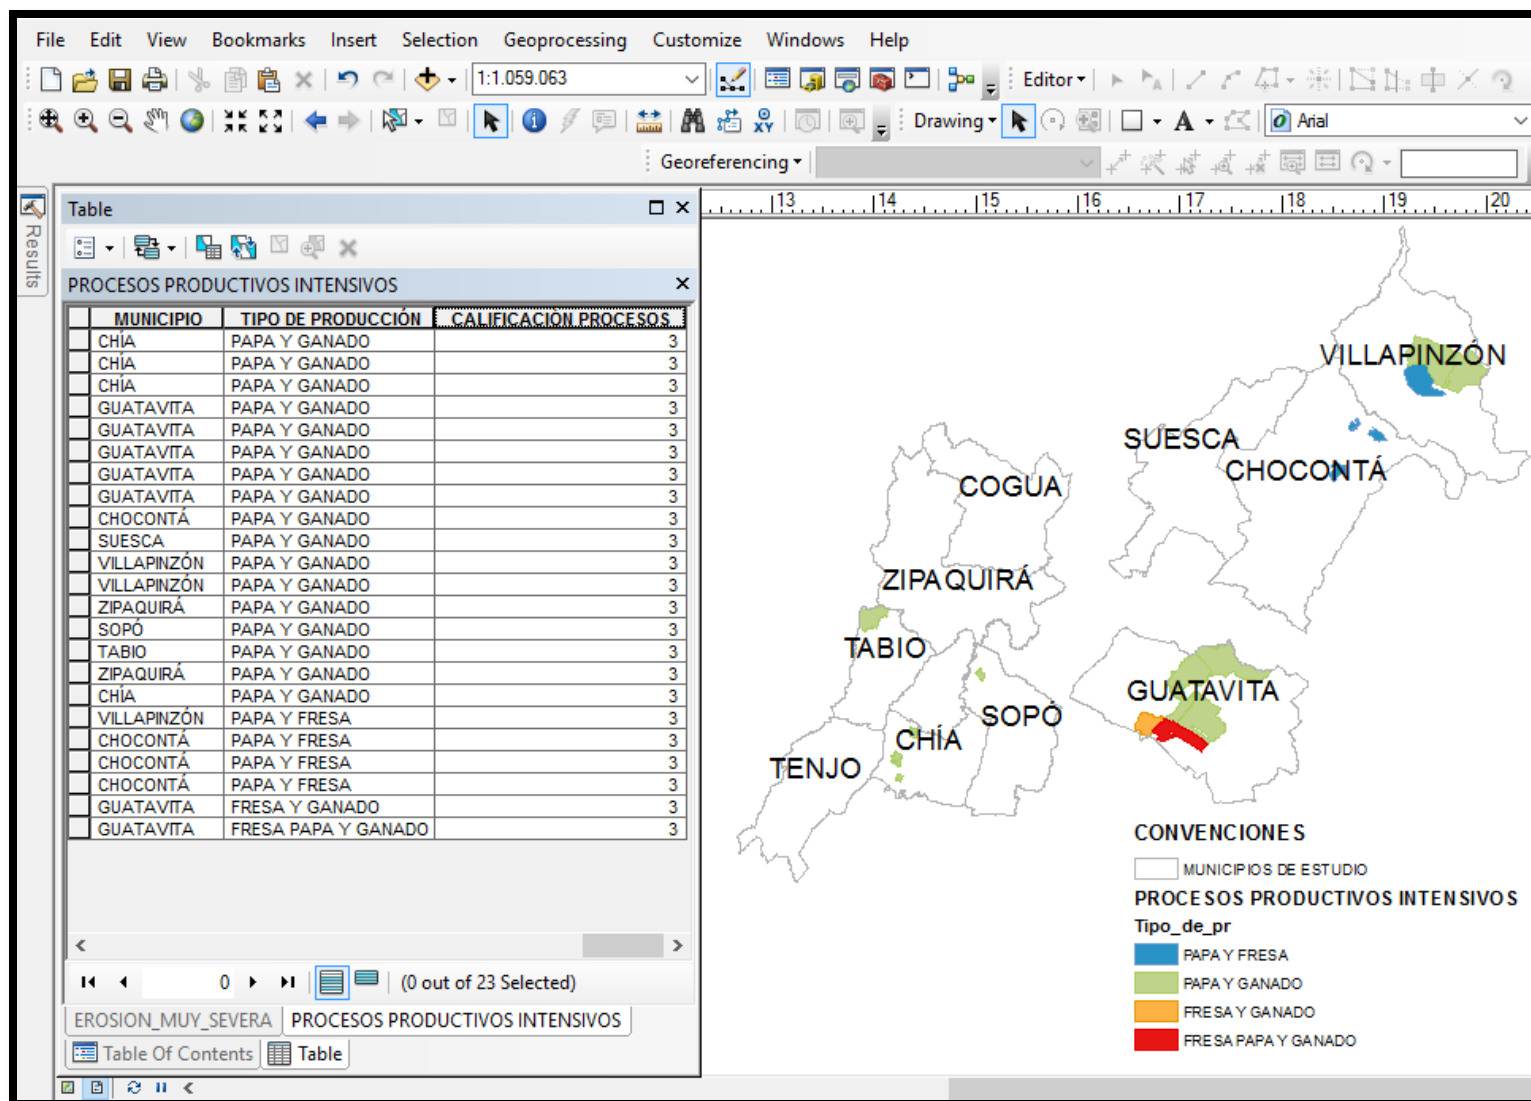 File Edit View Bookmarks Insert Selection Geoprocessing Customize Windows Help
1:1.059.063
Editor
Drawing
A
Arial
Georeferencing
Results
Table
PROCESOS PRODUCTIVOS INTENSIVOS
MUNICIPIO TIPO DE PRODUCCIÓN CALIFICACIÒN PROCESOS
CHÍA PAPA Y GANADO 3
CHÍA PAPA Y GANADO 3
CHÍA PAPA Y GANADO 3
GUATAVITA PAPA Y GANADO 3
GUATAVITA PAPA Y GANADO 3
GUATAVITA PAPA Y GANADO 3
GUATAVITA PAPA Y GANADO 3
GUATAVITA PAPA Y GANADO 3
CHOCONTÁ PAPA Y GANADO 3
SUESCA PAPA Y GANADO 3
VILLAPINZÓN PAPA Y GANADO 3
VILLAPINZÓN PAPA Y GANADO 3
ZIPAQUIRÁ PAPA Y GANADO 3
SOPÓ PAPA Y GANADO 3
TABIO PAPA Y GANADO 3
ZIPAQUIRÁ PAPA Y GANADO 3
CHÍA PAPA Y GANADO 3
VILLAPINZÓN PAPA Y FRESA 3
CHOCONTÁ PAPA Y FRESA 3
CHOCONTÁ PAPA Y FRESA 3
CHOCONTÁ PAPA Y FRESA 3
GUATAVITA FRESA Y GANADO 3
GUATAVITA FRESA PAPA Y GANADO 3
0
(0 out of 23 Selected)
EROSION_MUY_SEVERA PROCESOS PRODUCTIVOS INTENSIVOS
Table Of Contents Table
13 14 15 16 17 18 19 20
VILLAPINZÓN
SUESCA
CHOCONTÁ
COGUA
ZIPAQUIRÁ
TABIO
GUATAVITA
SOPÓ
CHÍA
TENJO
CONVENCIONES
MUNICIPIOS DE ESTUDIO
PROCESOS PRODUCTIVOS INTENSIVOS
Tipo_de_pr
PAPA Y FRESA
PAPA Y GANADO
FRESA Y GANADO
FRESA PAPA Y GANADO